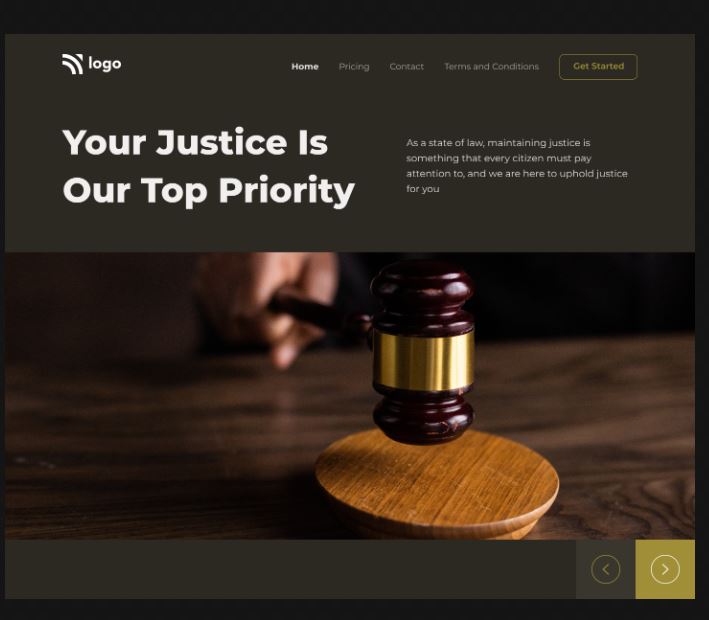 logo
Home Pricing Contact Terms and Conditions Get Started
Your Justice Is
Our Top Priority
As a state of law, maintaining justice is
something that every citizen must pay
attention to, and we are here to uphold justice
for you